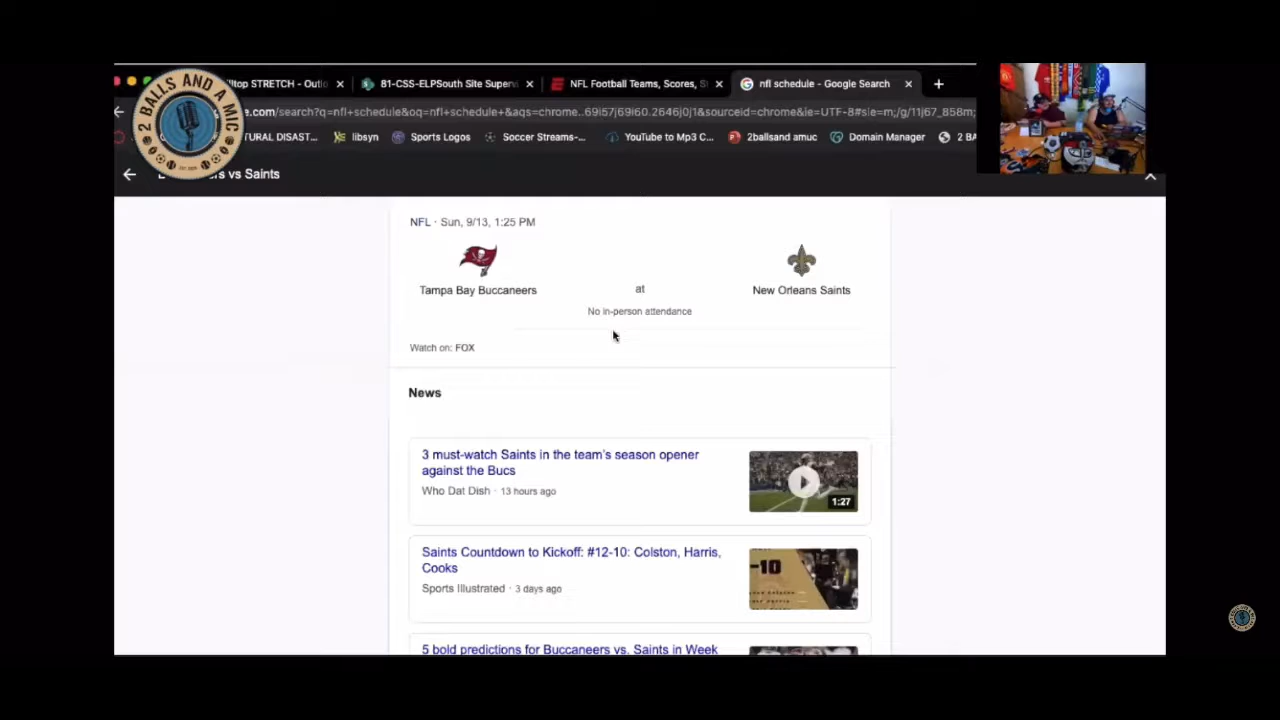 lltop STRETCH - Outlo
81-CSS-ELPSouth Site Superv
NFL Football Teams, Scores, S
nfl schedule - Google Search
2 BALLS AND A MIC
e.com/search?q=nfl+schedule&oq=nfl+schedule+&aqs=chrome..69i57j69i60.2646j0j1&sourceid=chrome&ie=UTF-8#sie=m;/g/11j67_858m;
TURAL DISAST...
libsyn
Sports Logos
Soccer Streams-...
YouTube to Mp3 C...
2ballsand amuc
Domain Manager
2 BA
rs vs Saints
NFL · Sun, 9/13, 1:25 PM
Tampa Bay Buccaneers
at
New Orleans Saints
No in-person attendance
Watch on: FOX
News
3 must-watch Saints in the team's season opener
against the Bucs
Who Dat Dish · 13 hours ago
1:27
Saints Countdown to Kickoff: #12-10: Colston, Harris,
Cooks
Sports Illustrated · 3 days ago
-10
5 bold predictions for Buccaneers vs. Saints in Week